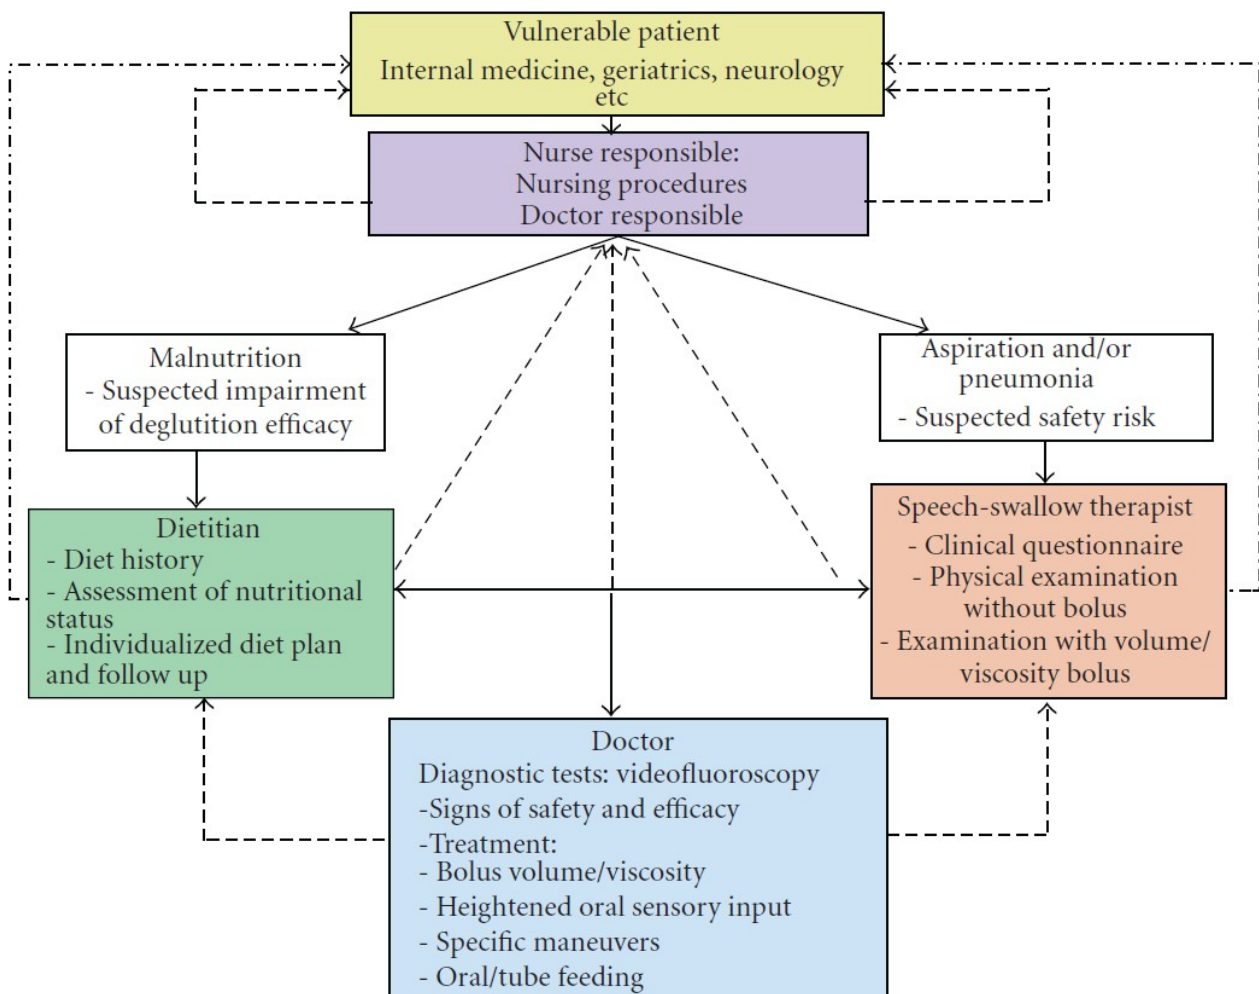 Vulnerable patient
Internal medicine, geriatrics, neurology
etc
Nurse responsible:
Nursing procedures
Doctor responsible
Malnutrition
- Suspected impairment
of deglutition efficacy
Aspiration and/or
pneumonia
- Suspected safety risk
Dietitian
- Diet history
- Assessment of nutritional
status
- Individualized diet plan
and follow up
Speech-swallow therapist
- Clinical questionnaire
- Physical examination
without bolus
- Examination with volume/
viscosity bolus
Doctor
Diagnostic tests: videofluoroscopy
-Signs of safety and efficacy
-Treatment:
- Bolus volume/viscosity
- Heightened oral sensory input
- Specific maneuvers
- Oral/tube feeding